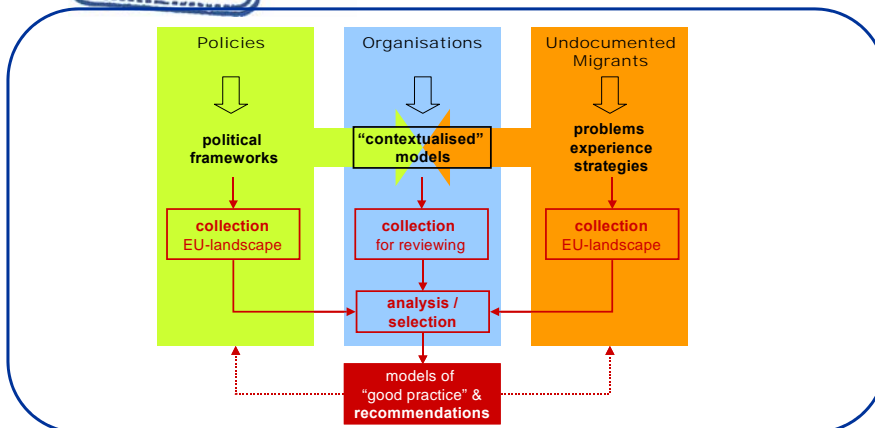 Policies
Organisations
Undocumented
Migrants
political
frameworks
"contextualised"
models
problems
experience
strategies
collection
EU-landscape
collection
for reviewing
collection
EU-landscape
analysis /
selection
models of
"good practice" &
recommendations